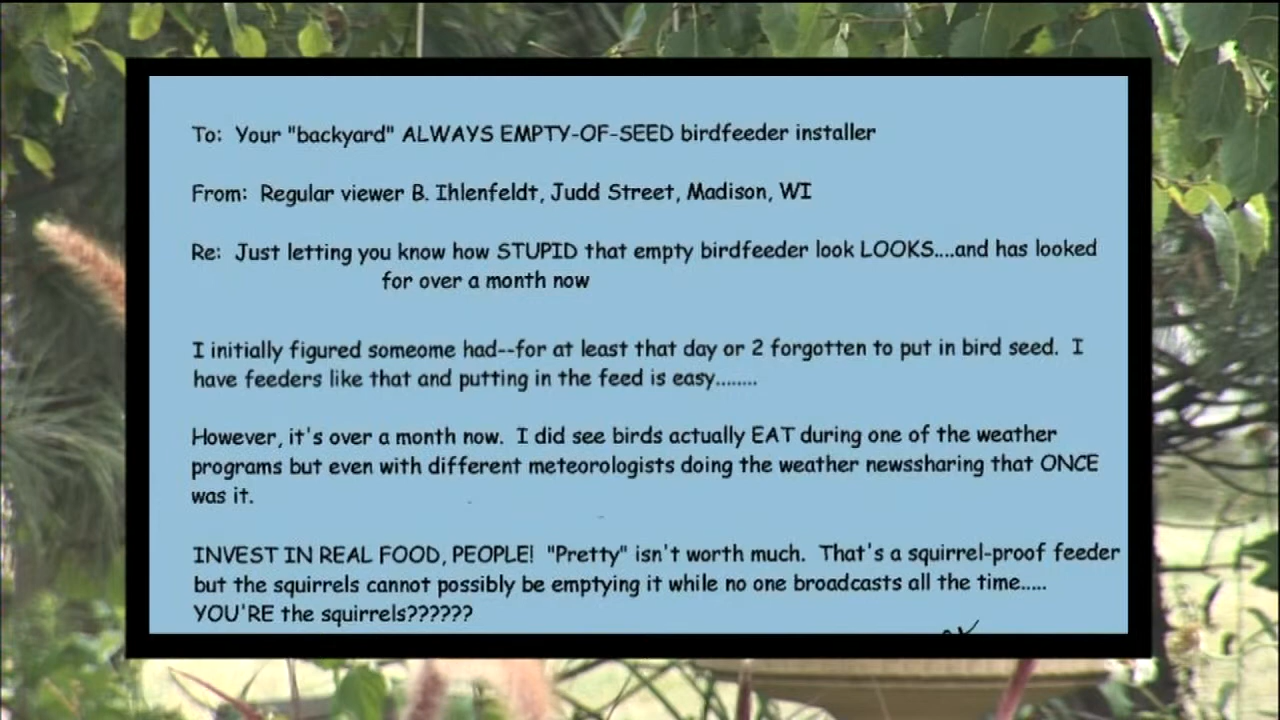 To: Your "backyard" ALWAYS EMPTY-OF-SEED birdfeeder installer
From: Regular viewer B. Ihlenfeldt, Judd Street, Madison, WI
Re: Just letting you know how STUPID that empty birdfeeder look LOOKS....and has looked
for over a month now
I initially figured someome had--for at least that day or 2 forgotten to put in bird seed. I
have feeders like that and putting in the feed is easy........
However, it's over a month now. I did see birds actually EAT during one of the weather
programs but even with different meteorologists doing the weather newssharing that ONCE
was it.
INVEST IN REAL FOOD, PEOPLE! "Pretty" isn't worth much. That's a squirrel-proof feeder
but the squirrels cannot possibly be emptying it while no one broadcasts all the time.....
YOU'RE the squirrels??????